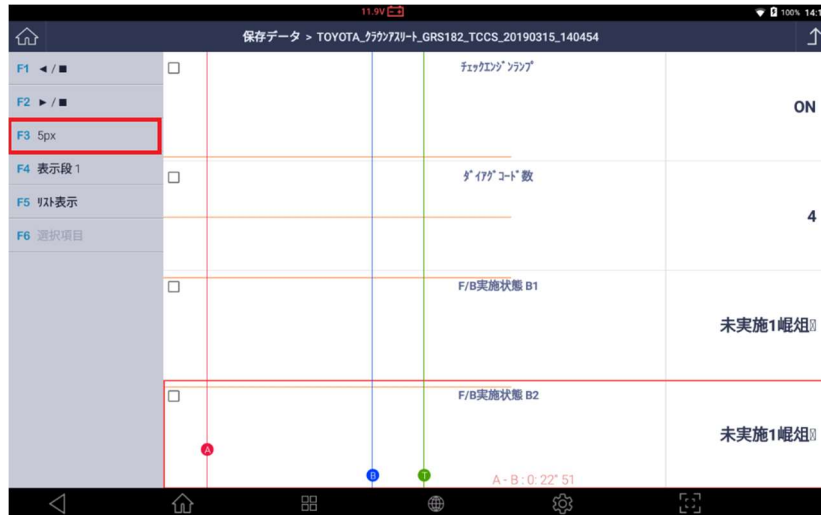 11.9V
100% 14:1
保存データ > TOYOTA_クラウンアスリート_GRS182_TCCS_20190315_140454
F1 ◄ / ■
F2 ► / ■
F3 5px
F4 表示段 1
F5 リスト表示
F6 選択項目
チェックエンジンランプ
ON
ダイアグコード数
4
F/B実施状態 B1
未実施1崐俎
F/B実施状態 B2
未実施1崐俎
A
B
T
A - B : 0: 22" 51